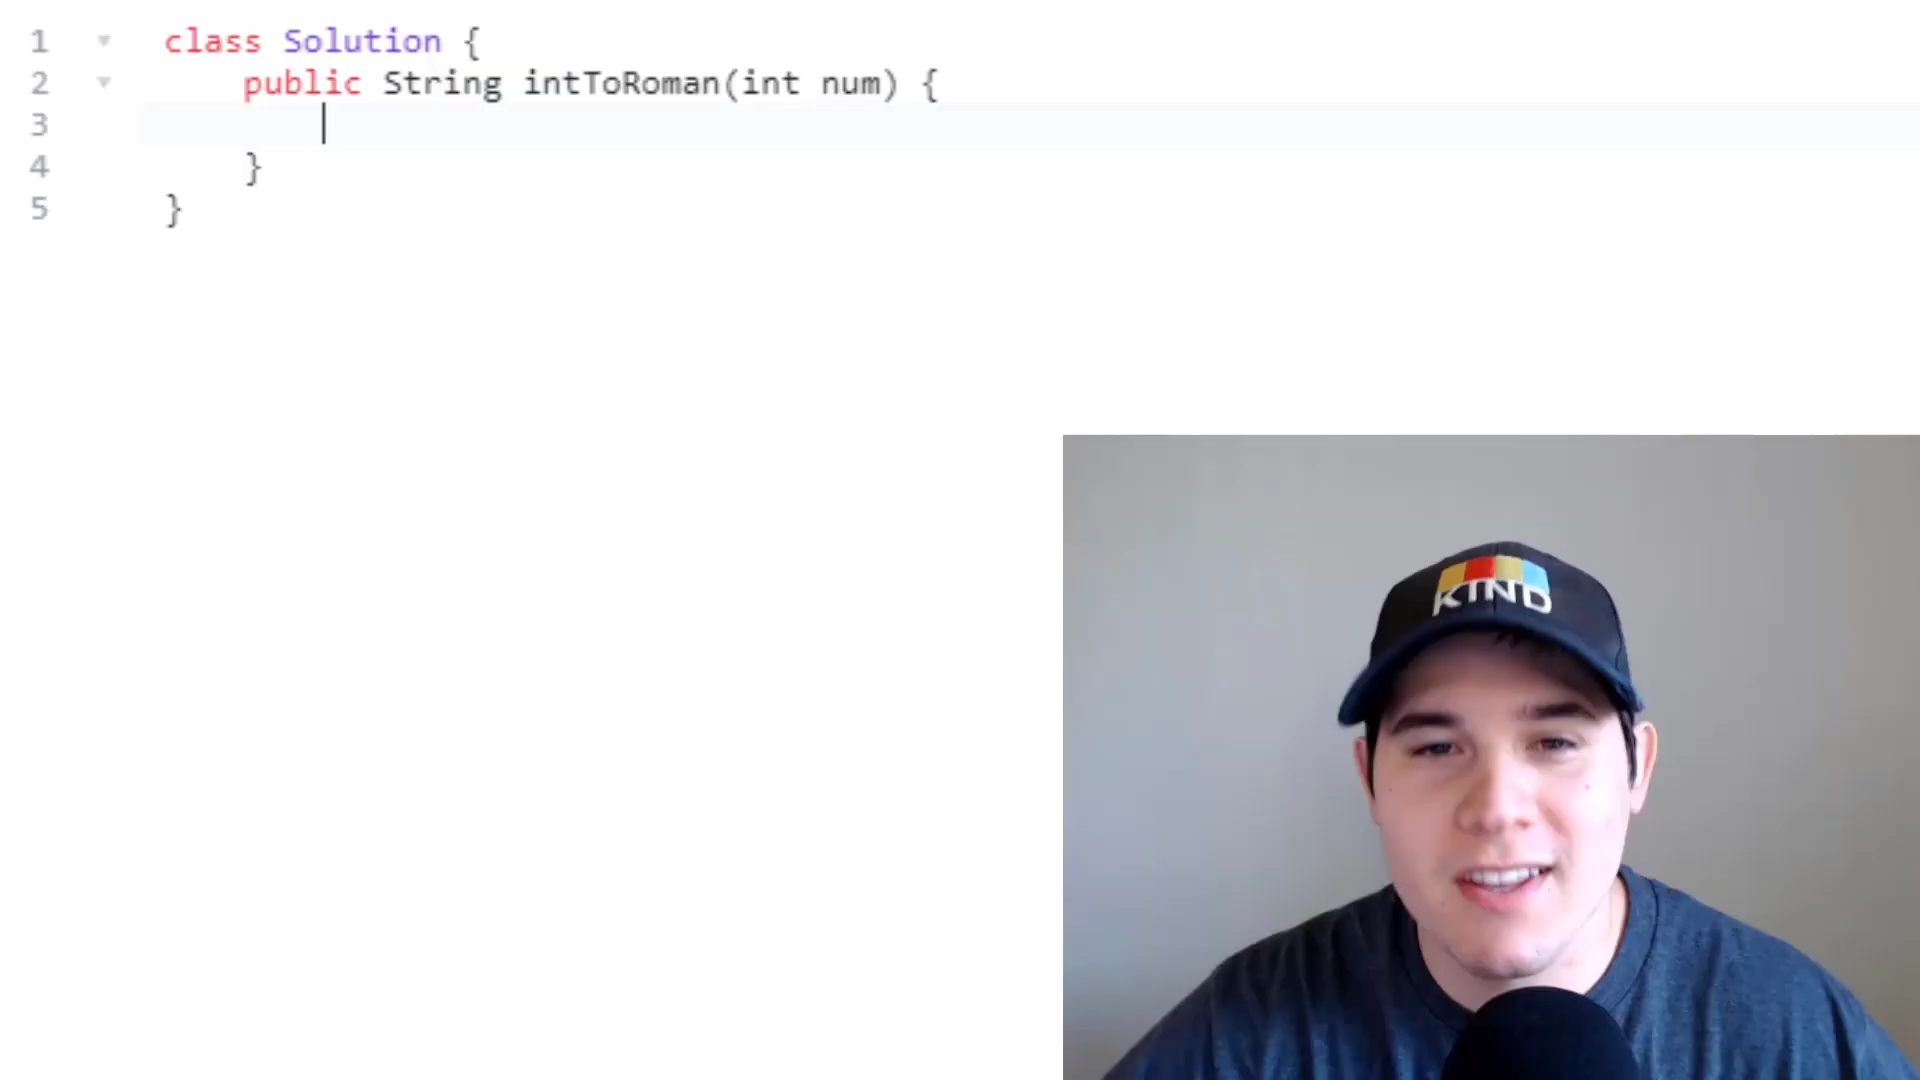 1 class Solution {
2 public String intToRoman(int num) {
3
4 }
5 }
KIND